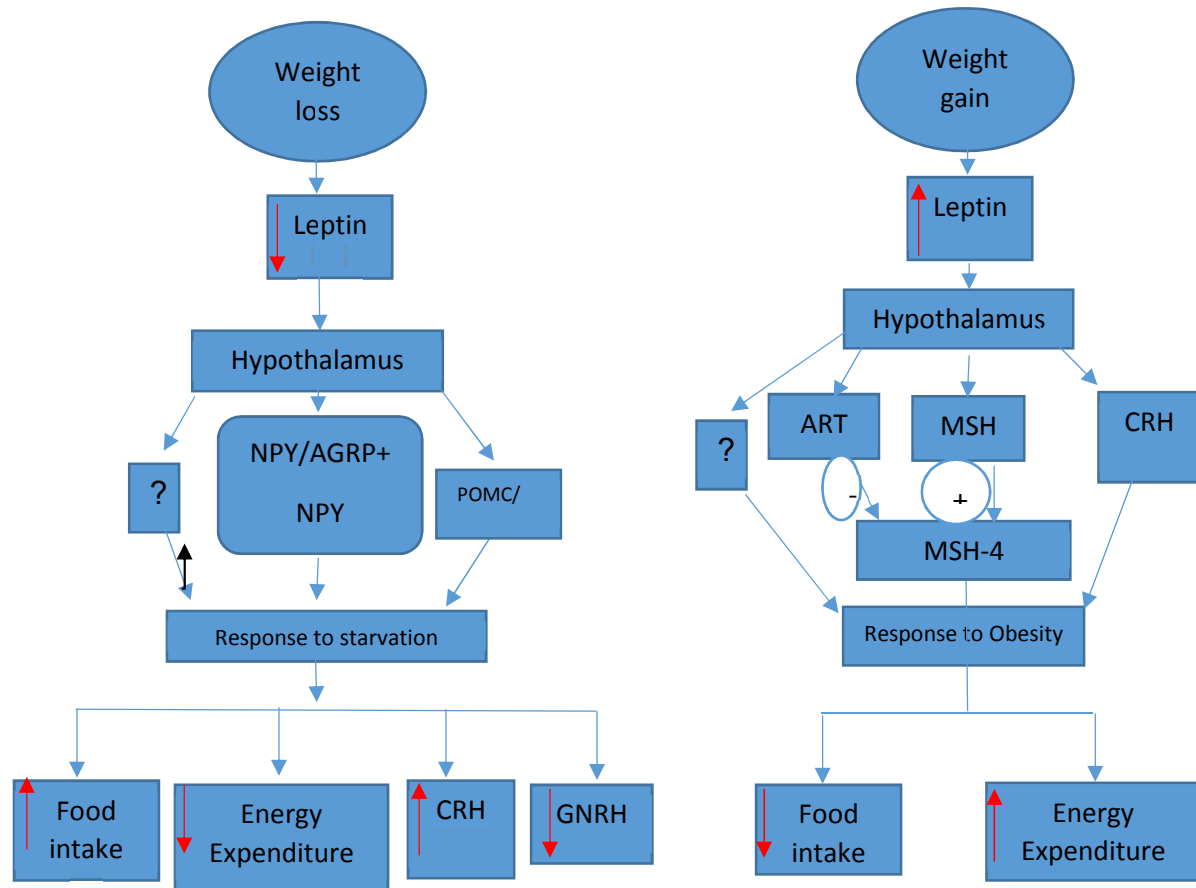 Weight
loss
Leptin
Hypothalamus
?
NPY/AGRP+
NPY
POMC/
Response to starvation
Food
intake
Energy
Expenditure
CRH
GNRH
Weight
gain
Leptin
Hypothalamus
?
ART
MSH
CRH
-
+
MSH-4
Response to Obesity
Food
intake
Energy
Expenditure